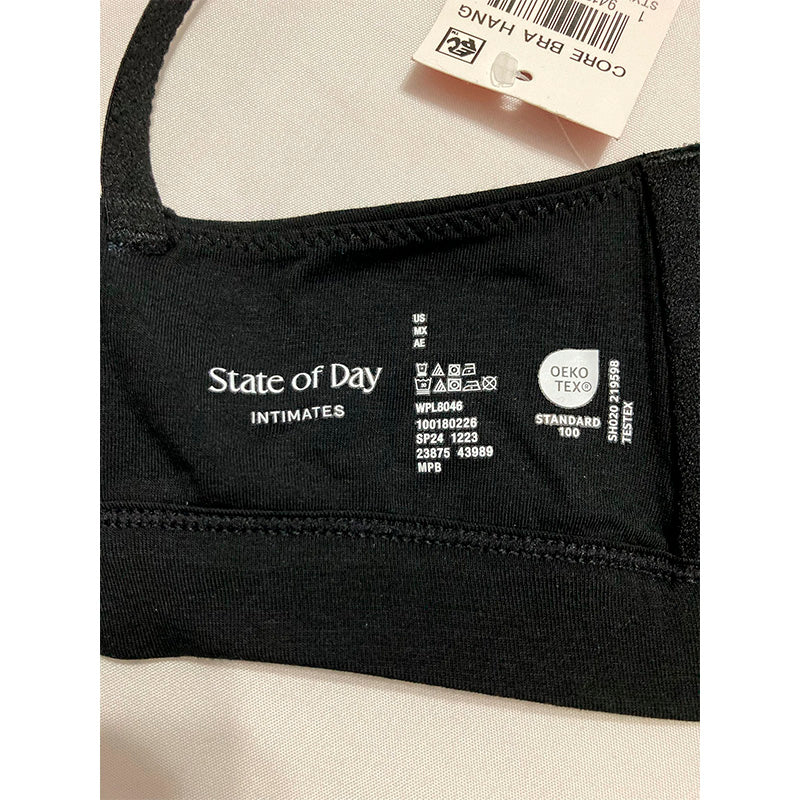 CORE BRA HANG
State of Day
INTIMATES
US
MX
AE
WPL8046
100180226
SP24 1223
23875 43989
MPB
OEKO
TEX®
STANDARD
100
SH020 219598
TESTEX